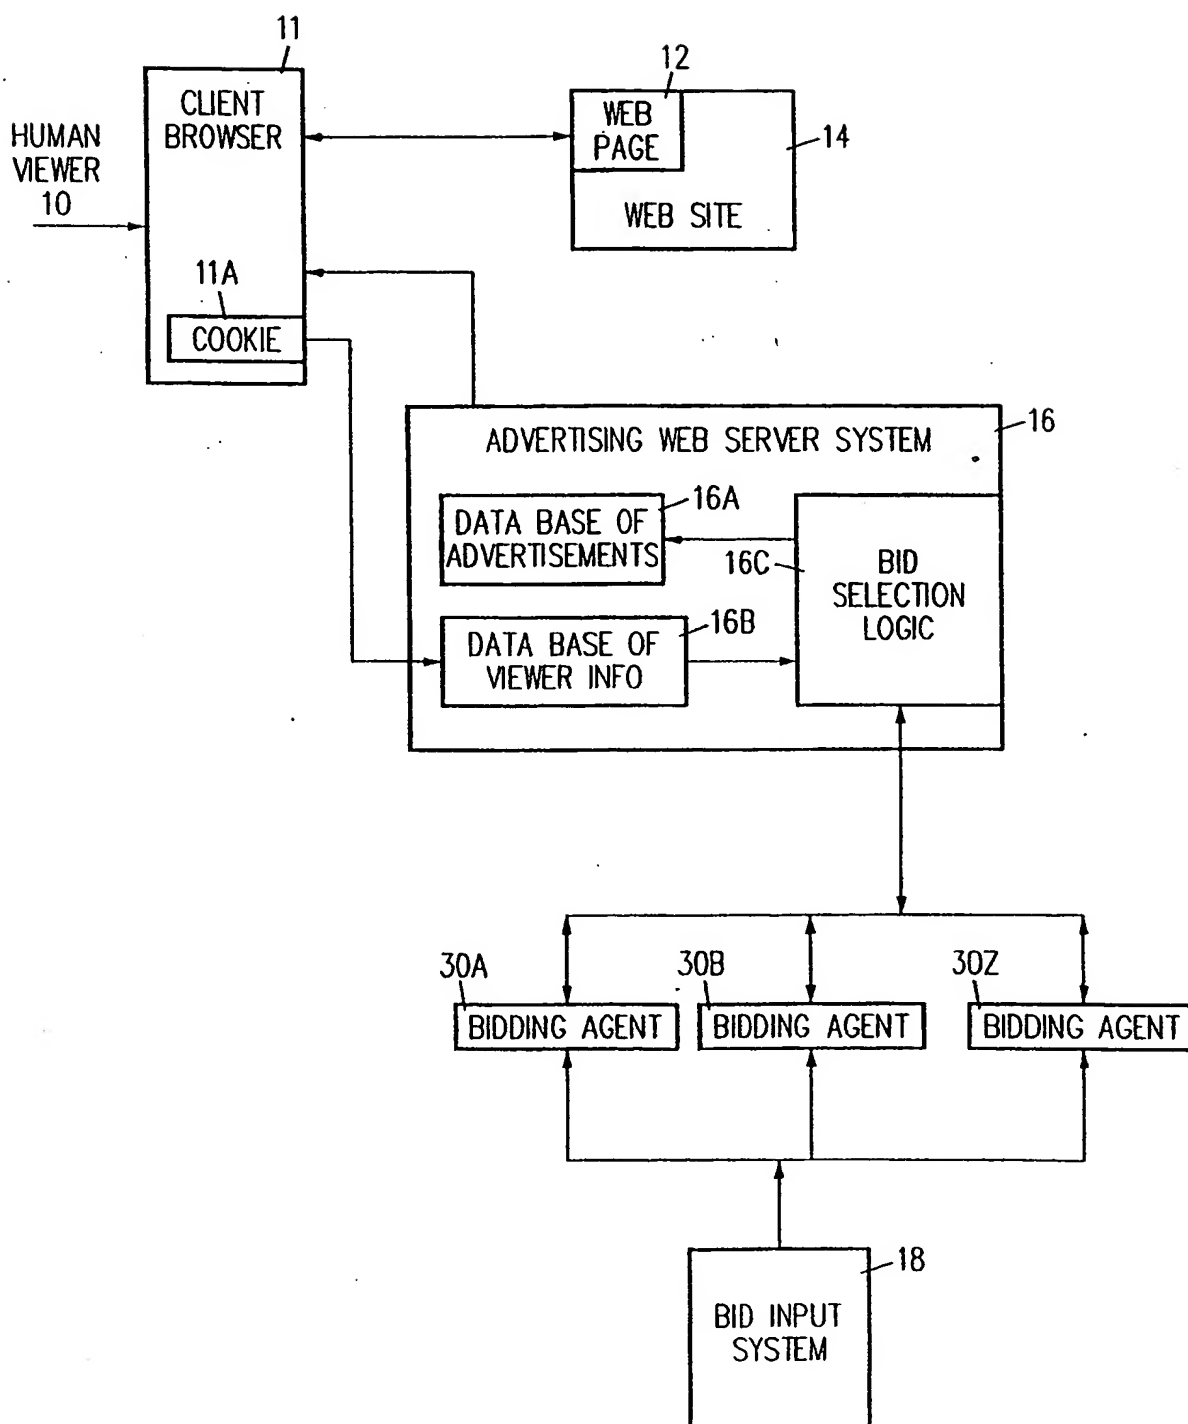 11
CLIENT
BROWSER
HUMAN
VIEWER
10
11A
COOKIE
12
WEB
PAGE
14
WEB SITE
16
ADVERTISING WEB SERVER SYSTEM
16A
DATA BASE OF
ADVERTISEMENTS
16C
BID
SELECTION
LOGIC
16B
DATA BASE OF
VIEWER INFO
30A
BIDDING AGENT
30B
BIDDING AGENT
30Z
BIDDING AGENT
18
BID INPUT
SYSTEM